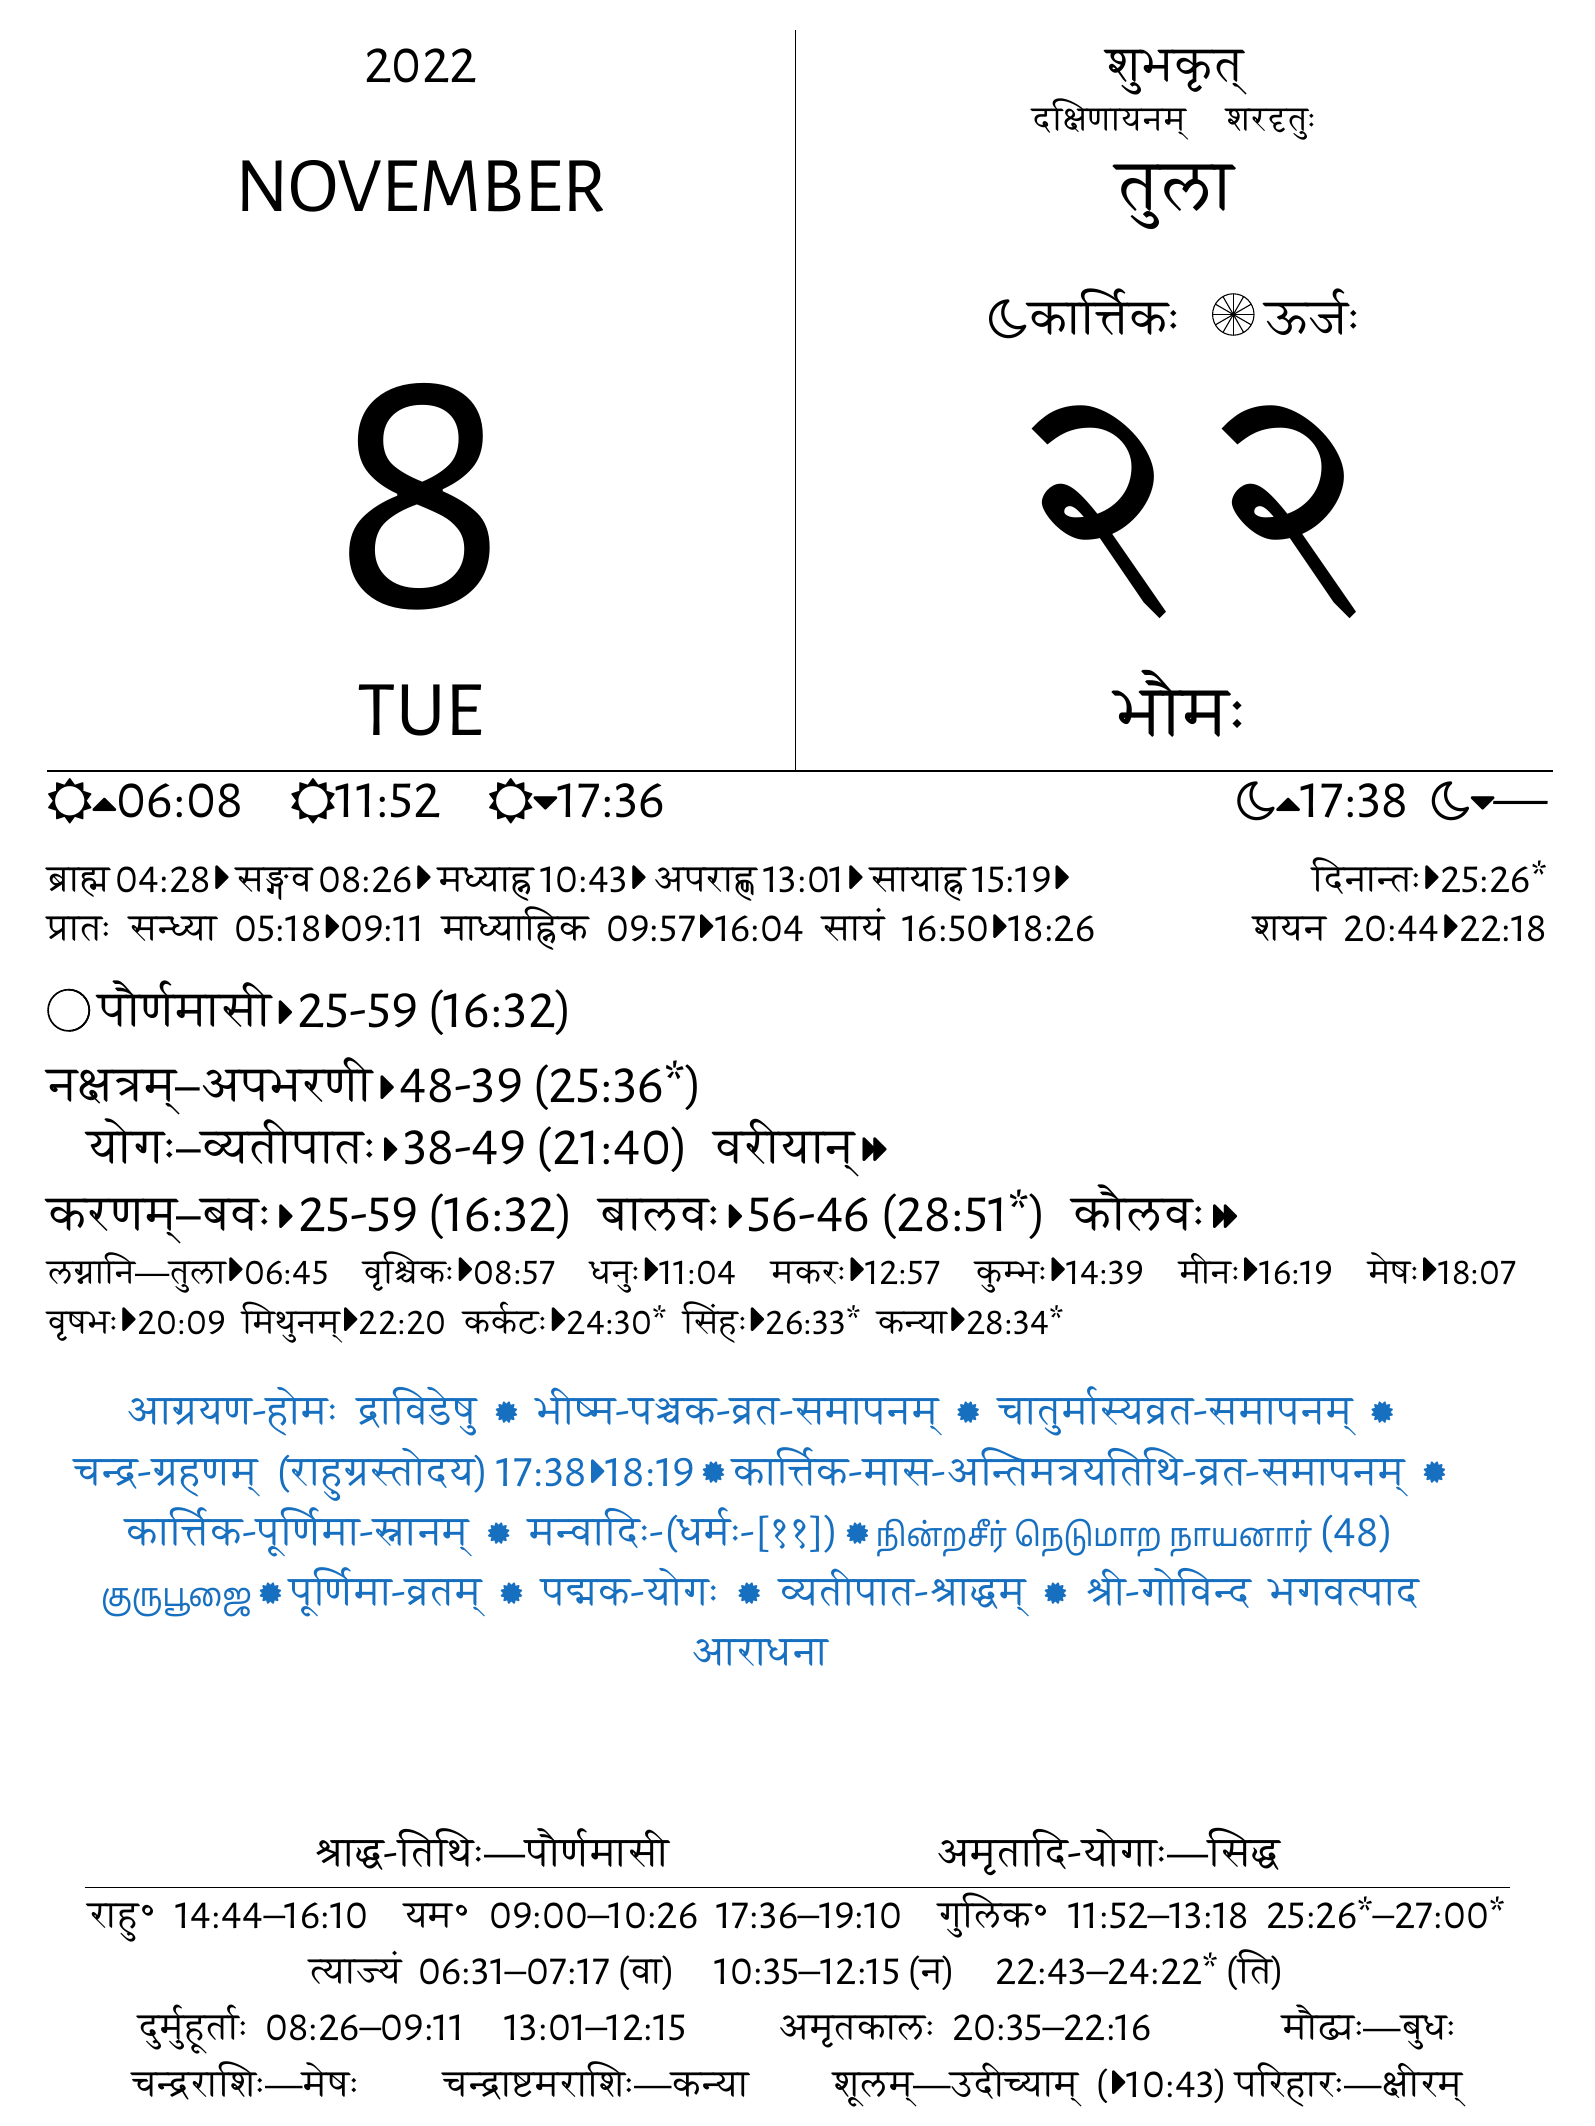 2022
NOVEMBER
8
TUE
शुभकृत्
दक्षिणायनम् शरदृतुः
तुला
कार्त्तिकः ऊर्जः
२२
भौमः
06:08 11:52 17:36 17:38 —
ब्राह्म 04:28 सङ्गव 08:26 मध्याह्न 10:43 अपराह्ण 13:01 सायाह्न 15:19 दिनान्तः 25:26*
प्रातः सन्ध्या 05:18 09:11 माध्याह्निक 09:57 16:04 सायं 16:50 18:26 शयन 20:44 22:18
पौर्णमासी 25-59 (16:32)
नक्षत्रम्–अपभरणी 48-39 (25:36*)
योगः–व्यतीपातः 38-49 (21:40) वरीयान्
करणम्–बवः 25-59 (16:32) बालवः 56-46 (28:51*) कौलवः
लग्नानि—तुला 06:45 वृश्चिकः 08:57 धनुः 11:04 मकरः 12:57 कुम्भः 14:39 मीनः 16:19 मेषः 18:07
वृषभः 20:09 मिथुनम् 22:20 कर्कटः 24:30* सिंहः 26:33* कन्या 28:34*
आग्रयण-होमः द्राविडेषु ✹ भीष्म-पञ्चक-व्रत-समापनम् ✹ चातुर्मास्यव्रत-समापनम् ✹
चन्द्र-ग्रहणम् (राहुग्रस्तोदय) 17:38 18:19 ✹ कार्त्तिक-मास-अन्तिमत्रयतिथि-व्रत-समापनम् ✹
कार्त्तिक-पूर्णिमा-स्नानम् ✹ मन्वादिः-(धर्मः-[११]) ✹ நின்றசீர் நெடுமாற நாயனார் (48)
குருபூஜை ✹ पूर्णिमा-व्रतम् ✹ पद्मक-योगः ✹ व्यतीपात-श्राद्धम् ✹ श्री-गोविन्द भगवत्पाद
आराधना
श्राद्ध-तिथिः—पौर्णमासी अमृतादि-योगाः—सिद्ध
राहु° 14:44–16:10 यम° 09:00–10:26 17:36–19:10 गुलिक° 11:52–13:18 25:26*–27:00*
त्याज्यं 06:31–07:17 (वा) 10:35–12:15 (न) 22:43–24:22* (ति)
दुर्मुहूर्ताः 08:26–09:11 13:01–12:15 अमृतकालः 20:35–22:16 मौढ्यः—बुधः
चन्द्रराशिः—मेषः चन्द्राष्टमराशिः—कन्या शूलम्—उदीच्याम् (10:43) परिहारः—क्षीरम्